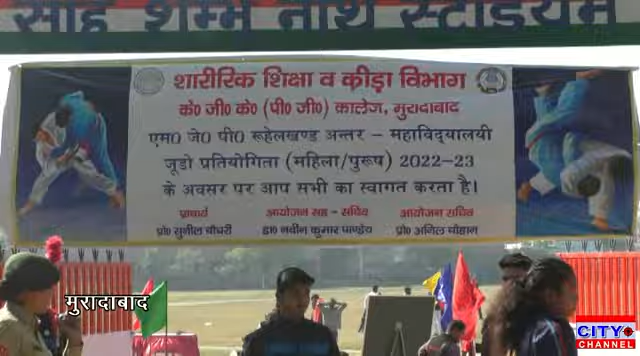 साहू शम्भू नाथ स्टेडियम
शारीरिक शिक्षा व क्रीड़ा विभाग
के० जी० के० (पी० जी०) कालेज, मुरादाबाद
एम० जे० पी० रूहेलखण्ड अन्तर - महाविद्यालयी
जूडो प्रतियोगिता (महिला/पुरूष) 2022-23
के अवसर पर आप सभी का स्वागत करता है।
प्राचार्य आयोजन सह - सचिव आयोजन सचिव
प्रो० सुनील चौधरी डा० नवीन कुमार पाण्डेय प्रो० अनिल चौहान
मुरादाबाद
CITY
CHANNEL